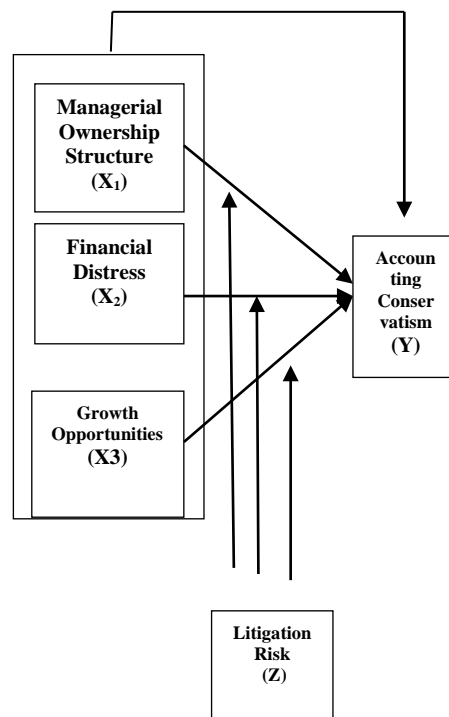 Managerial
Ownership
Structure
(X₁)
Financial
Distress
(X₂)
Growth
Opportunities
(X3)
Accoun
ting
Conser
vatism
(Y)
Litigation
Risk
(Z)